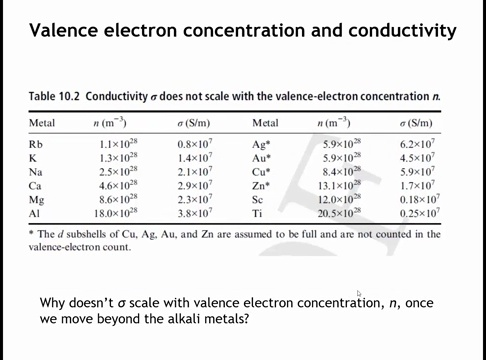 Valence electron concentration and conductivity
Table 10.2 Conductivity σ does not scale with the valence-electron concentration n.
Metal n (m⁻³) σ (S/m) Metal n (m⁻³) σ (S/m)
Rb 1.1×10²⁸ 0.8×10⁷ Ag* 5.9×10²⁸ 6.2×10⁷
K 1.3×10²⁸ 1.4×10⁷ Au* 5.9×10²⁸ 4.5×10⁷
Na 2.5×10²⁸ 2.1×10⁷ Cu* 8.4×10²⁸ 5.9×10⁷
Ca 4.6×10²⁸ 2.9×10⁷ Zn* 13.1×10²⁸ 1.7×10⁷
Mg 8.6×10²⁸ 2.3×10⁷ Sc 12.0×10²⁸ 0.18×10⁷
Al 18.0×10²⁸ 3.8×10⁷ Ti 20.5×10²⁸ 0.25×10⁷
* The d subshells of Cu, Ag, Au, and Zn are assumed to be full and are not counted in the
valence-electron count.
Why doesn't σ scale with valence electron concentration, n, once
we move beyond the alkali metals?